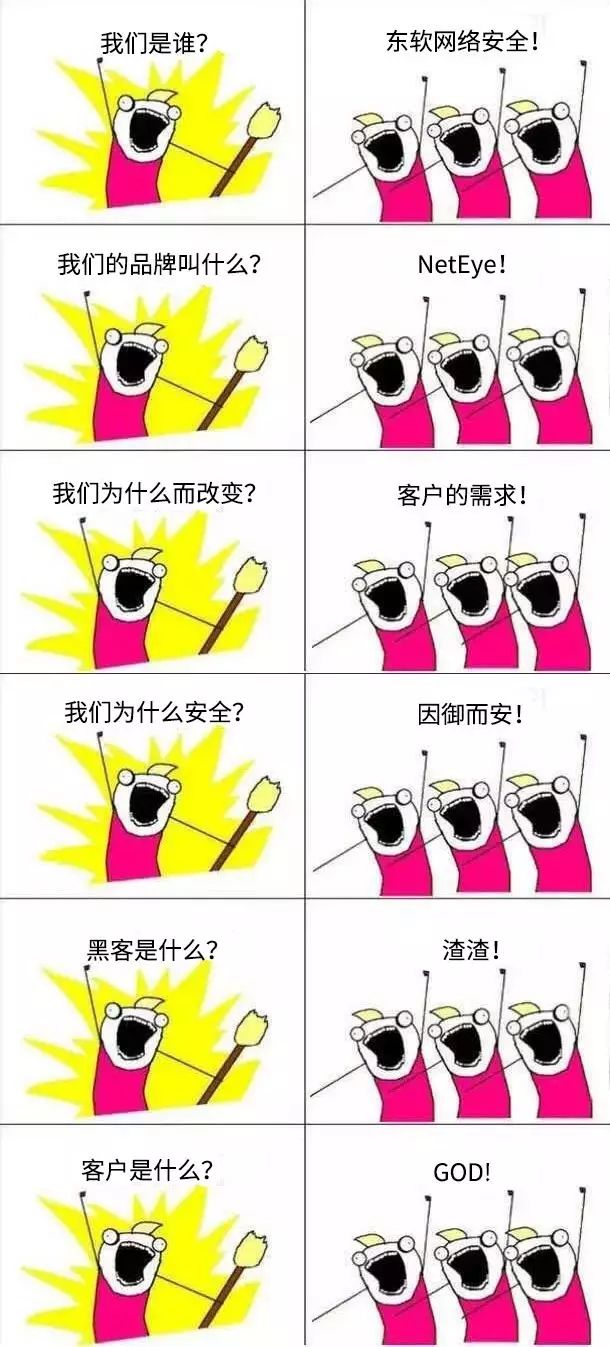 我们是谁？
东软网络安全！
我们的品牌叫什么？
NetEye！
我们为什么而改变？
客户的需求！
我们为什么安全？
因御而安！
黑客是什么？
渣渣！
客户是什么？
GOD!